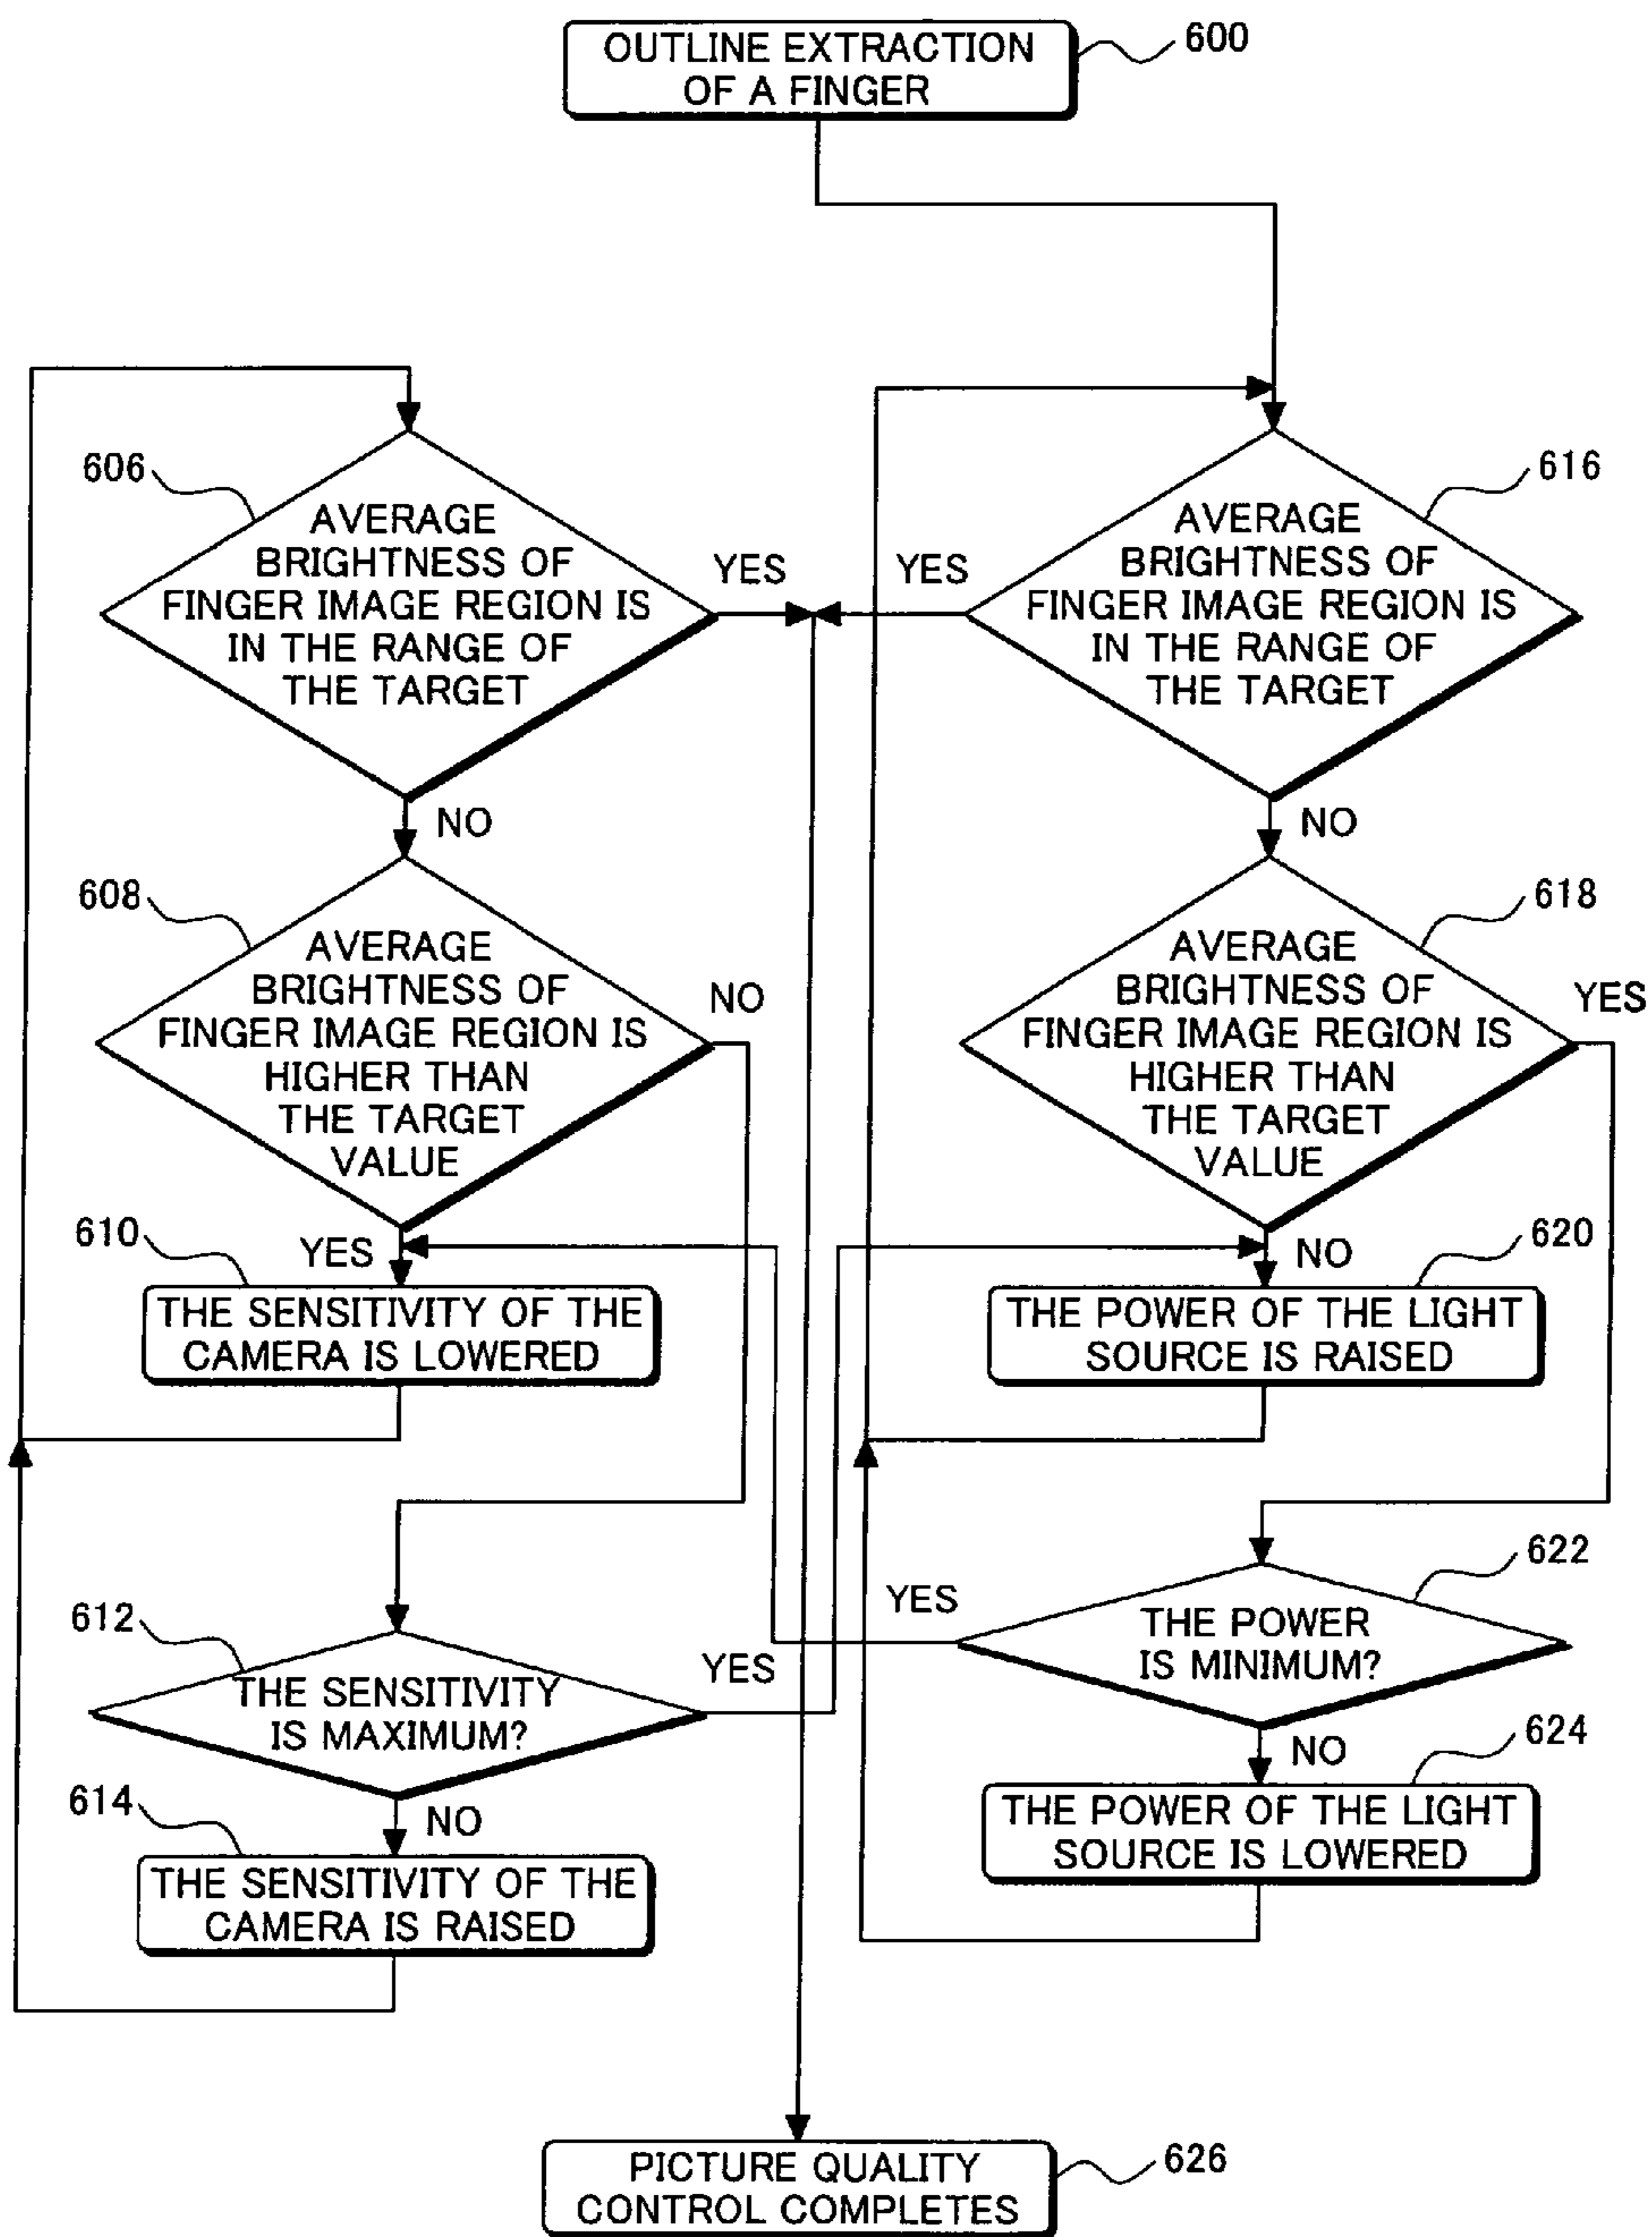 OUTLINE EXTRACTION
OF A FINGER
600
606
AVERAGE
BRIGHTNESS OF
FINGER IMAGE REGION IS
IN THE RANGE OF
THE TARGET
YES
NO
616
AVERAGE
BRIGHTNESS OF
FINGER IMAGE REGION IS
IN THE RANGE OF
THE TARGET
YES
NO
608
AVERAGE
BRIGHTNESS OF
FINGER IMAGE REGION IS
HIGHER THAN
THE TARGET
VALUE
NO
YES
618
AVERAGE
BRIGHTNESS OF
FINGER IMAGE REGION IS
HIGHER THAN
THE TARGET
VALUE
YES
NO
610
THE SENSITIVITY OF THE
CAMERA IS LOWERED
620
THE POWER OF THE LIGHT
SOURCE IS RAISED
612
THE SENSITIVITY
IS MAXIMUM?
YES
NO
622
THE POWER
IS MINIMUM?
YES
NO
614
THE SENSITIVITY OF THE
CAMERA IS RAISED
624
THE POWER OF THE LIGHT
SOURCE IS LOWERED
PICTURE QUALITY
CONTROL COMPLETES
626